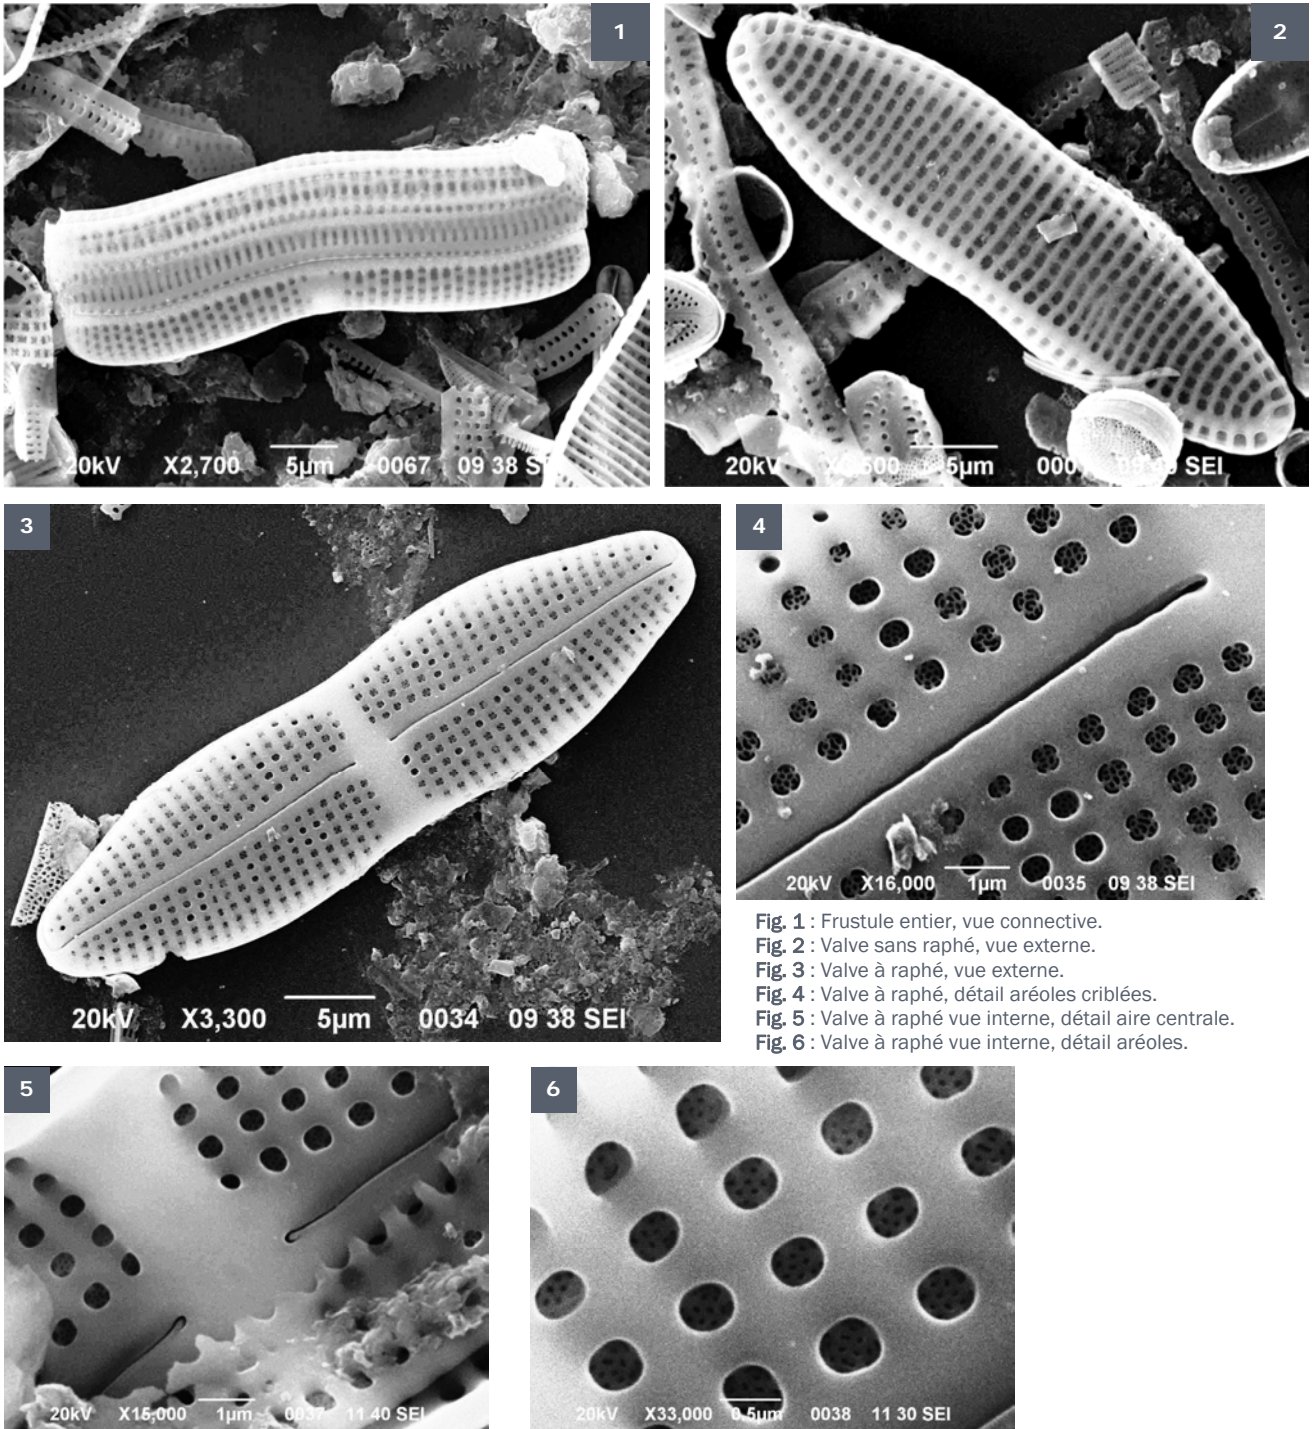 1
2
20kV X2,700 5µm 0067 09 38 S
20kV 5µm SEI
3
4
20kV X3,300 5µm 0034 09 38 SEI
20kV X16,000 1µm 0035 09 38 SEI
Fig. 1 : Frustule entier, vue connective.
Fig. 2 : Valve sans raphé, vue externe.
Fig. 3 : Valve à raphé, vue externe.
Fig. 4 : Valve à raphé, détail aréoles criblées.
Fig. 5 : Valve à raphé vue interne, détail aire centrale.
Fig. 6 : Valve à raphé vue interne, détail aréoles.
5
6
20kV X15,000 1µm 0037 11 40 SEI
20kV X33,000 0.5µm 0038 11 30 SEI